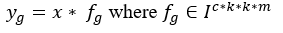 y_g = x * f_g where f_g ∈ I^{c*k*k*m}